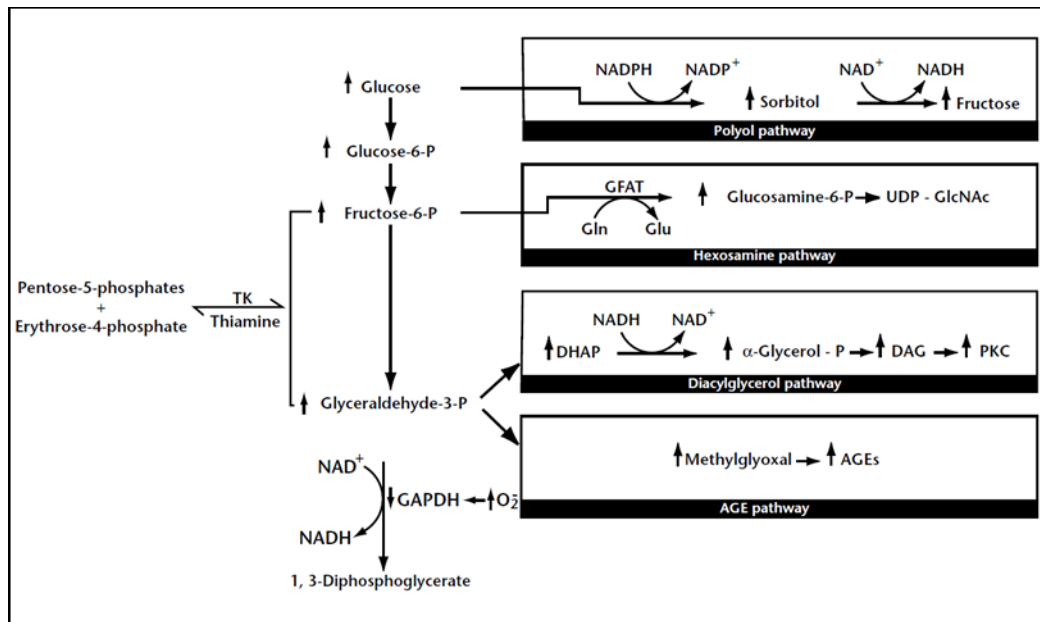 NADPH NADP+ NAD+ NADH
Glucose
Sorbitol Fructose
Polyol pathway
Glucose-6-P
GFAT
Glucosamine-6-P UDP - GlcNAc
Fructose-6-P
Gln Glu
Hexosamine pathway
Pentose-5-phosphates
+
Erythrose-4-phosphate
TK
Thiamine
NADH NAD+
DHAP α-Glycerol - P DAG PKC
Diacylglycerol pathway
Glyceraldehyde-3-P
Methylglyoxal AGEs
AGE pathway
NAD+
GAPDH O2-
NADH
1, 3-Diphosphoglycerate